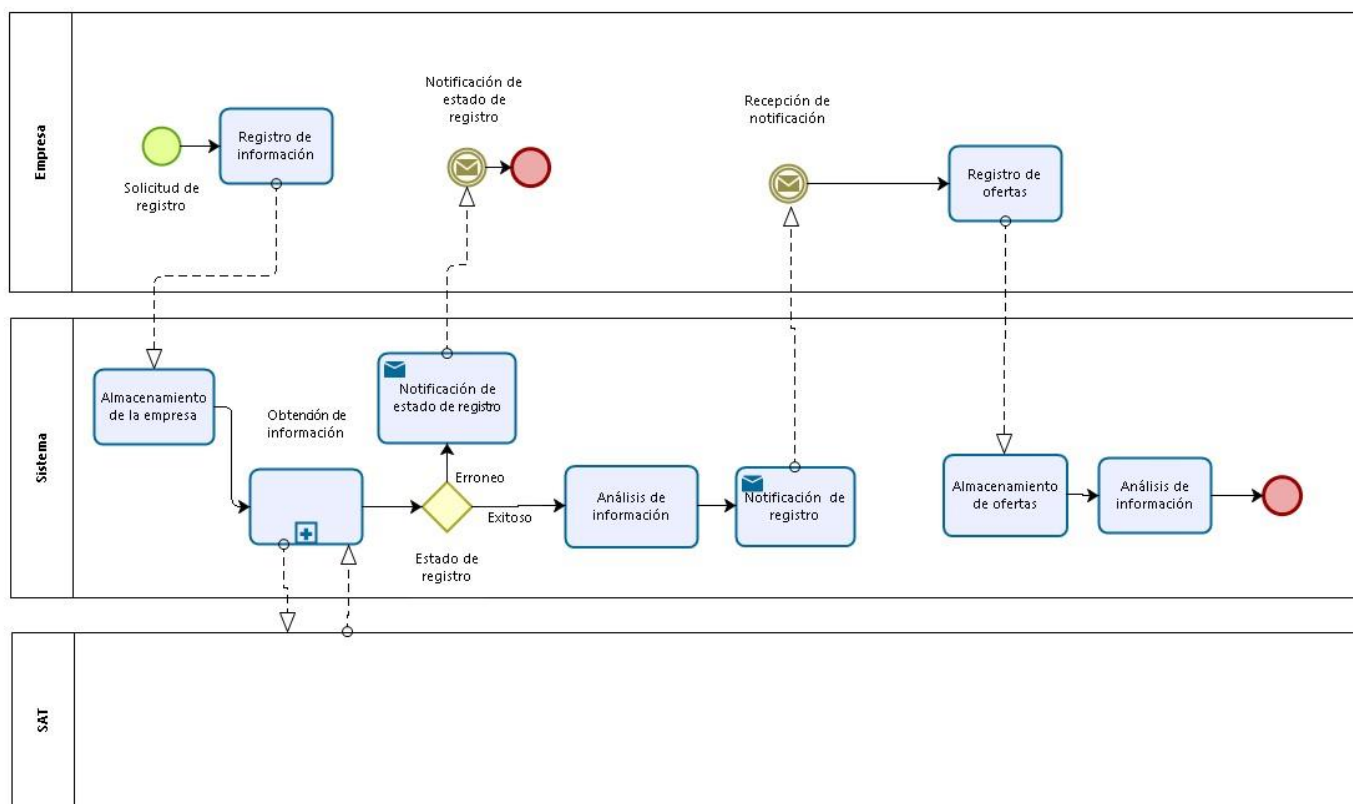 Empresa
Notificación de
estado de
registro
Recepción de
notificación
Registro de
información
Registro de
ofertas
Solicitud de
registro
Sistema
Almacenamiento
de la empresa
Obtención de
información
Notificación de
estado de registro
Erroneo
Exitoso
Estado de
registro
Análisis de
información
Notificación de
registro
Almacenamiento
de ofertas
Análisis de
información
SAT